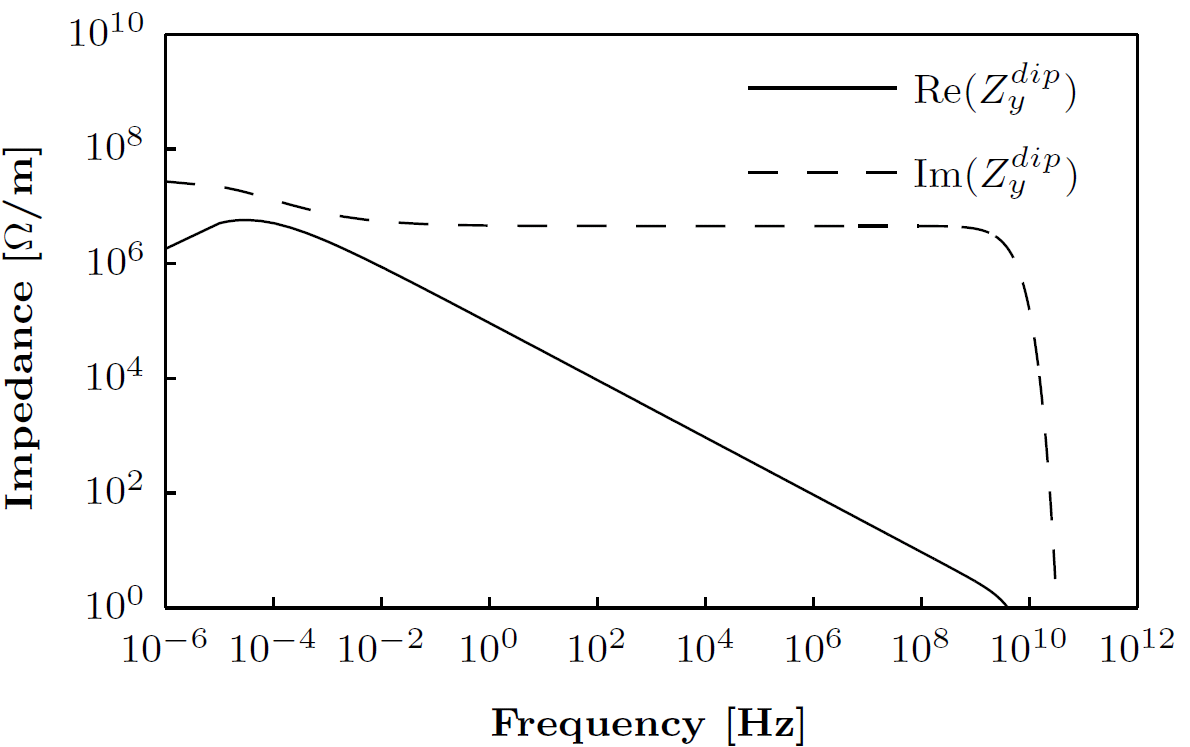 10^10
10^8
10^6
10^4
10^2
10^0
Impedance [Ω/m]
Re(Z_y^{dip})
Im(Z_y^{dip})
10^−6 10^−4 10^−2 10^0 10^2 10^4 10^6 10^8 10^10 10^12
Frequency [Hz]